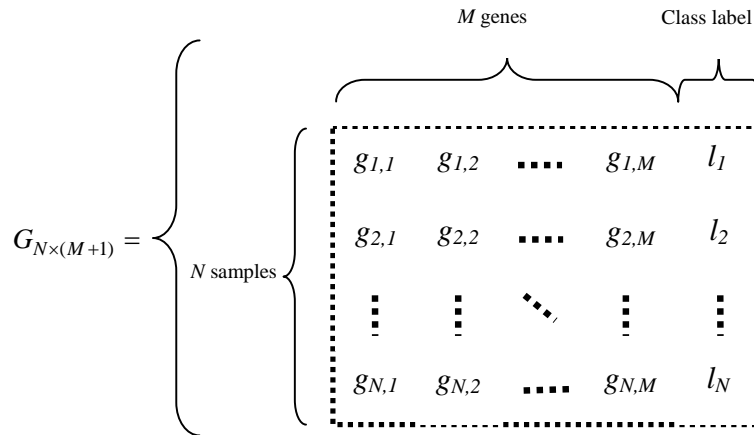 M genes Class label
g1,1 g1,2 g1,M l1
G N×(M+1) = N samples g2,1 g2,2 g2,M l2
gN,1 gN,2 gN,M lN